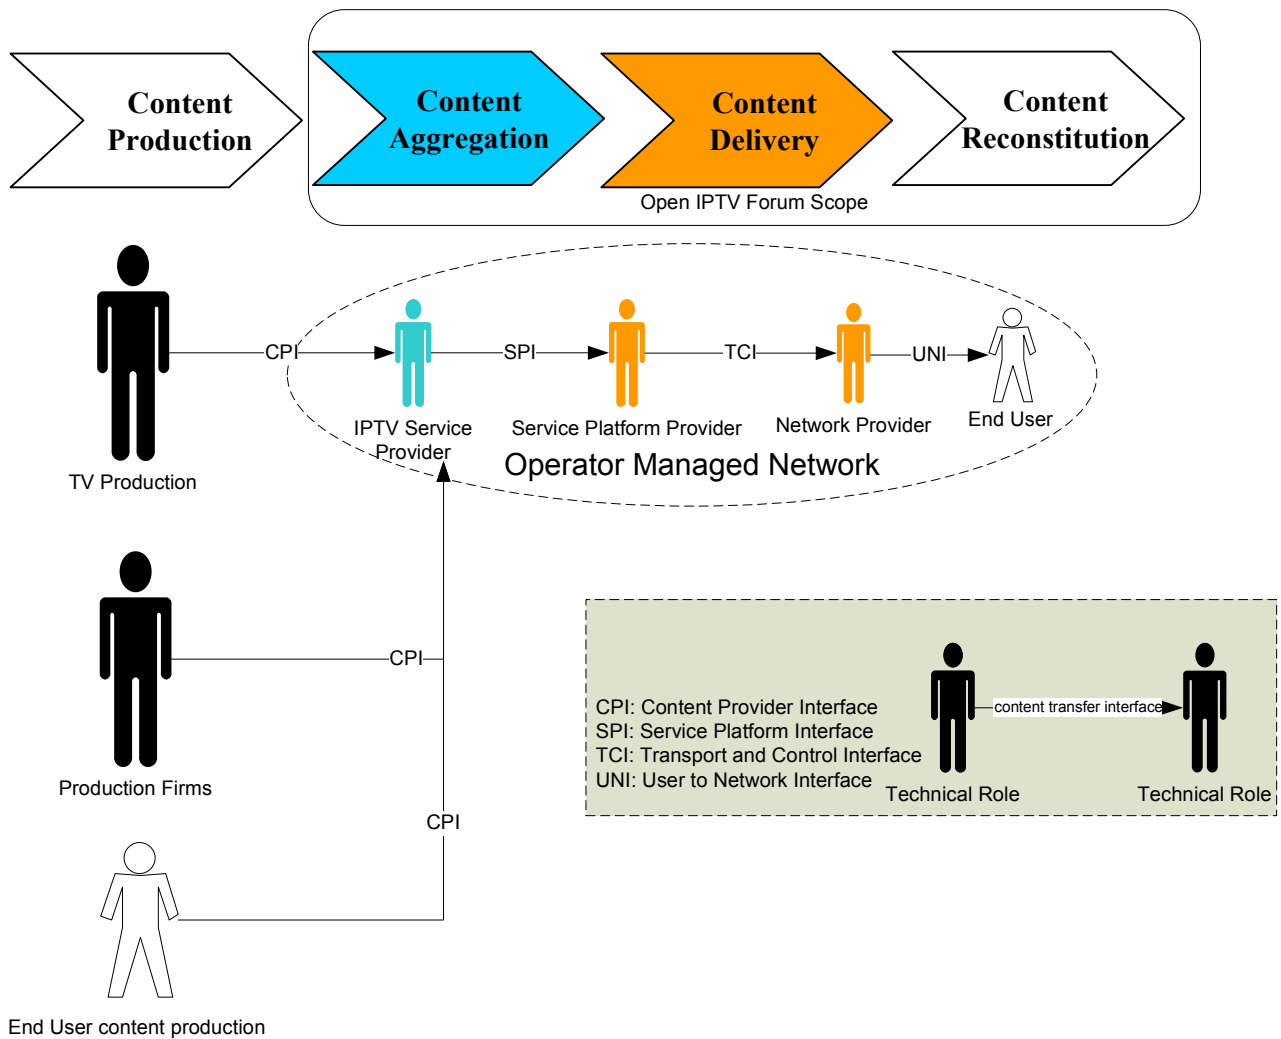 Content
Production
Content
Aggregation
Content
Delivery
Content
Reconstitution
Open IPTV Forum Scope
CPI
SPI
TCI
UNI
IPTV Service
Provider
Service Platform Provider
Network Provider
End User
Operator Managed Network
TV Production
CPI
Production Firms
CPI
End User content production
CPI: Content Provider Interface
SPI: Service Platform Interface
TCI: Transport and Control Interface
UNI: User to Network Interface
content transfer interface
Technical Role
Technical Role